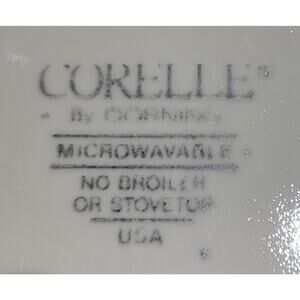 CORELLE®
By CORNING
MICROWAVABLE
NO BROILER
OR STOVETOP
USA